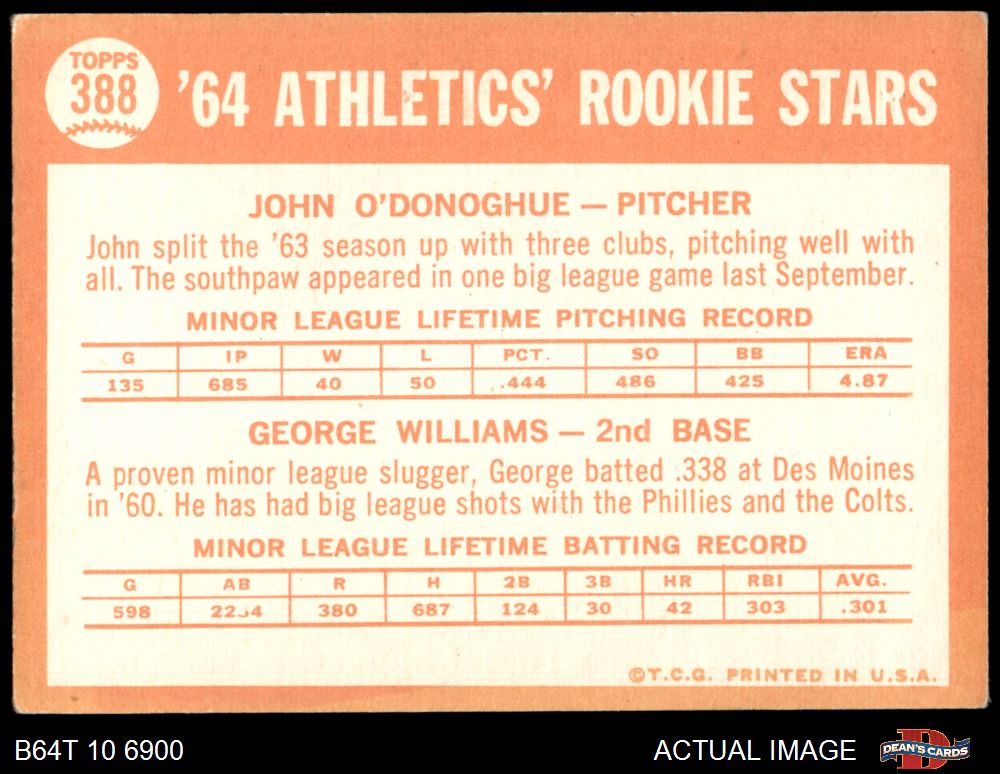 TOPPS
388
'64 ATHLETICS' ROOKIE STARS
JOHN O'DONOGHUE — PITCHER
John split the '63 season up with three clubs, pitching well with
all. The southpaw appeared in one big league game last September.
MINOR LEAGUE LIFETIME PITCHING RECORD
G IP W L PCT. SO BB ERA
135 685 40 50 .444 486 425 4.87
GEORGE WILLIAMS — 2nd BASE
A proven minor league slugger, George batted .338 at Des Moines
in '60. He has had big league shots with the Phillies and the Colts.
MINOR LEAGUE LIFETIME BATTING RECORD
G AB R H 2B 3B HR RBI AVG.
598 380 687 124 30 42 303 .301
©T.C.G. PRINTED IN U.S.A.
B64T 10 6900 ACTUAL IMAGE DEAN'S CARDS